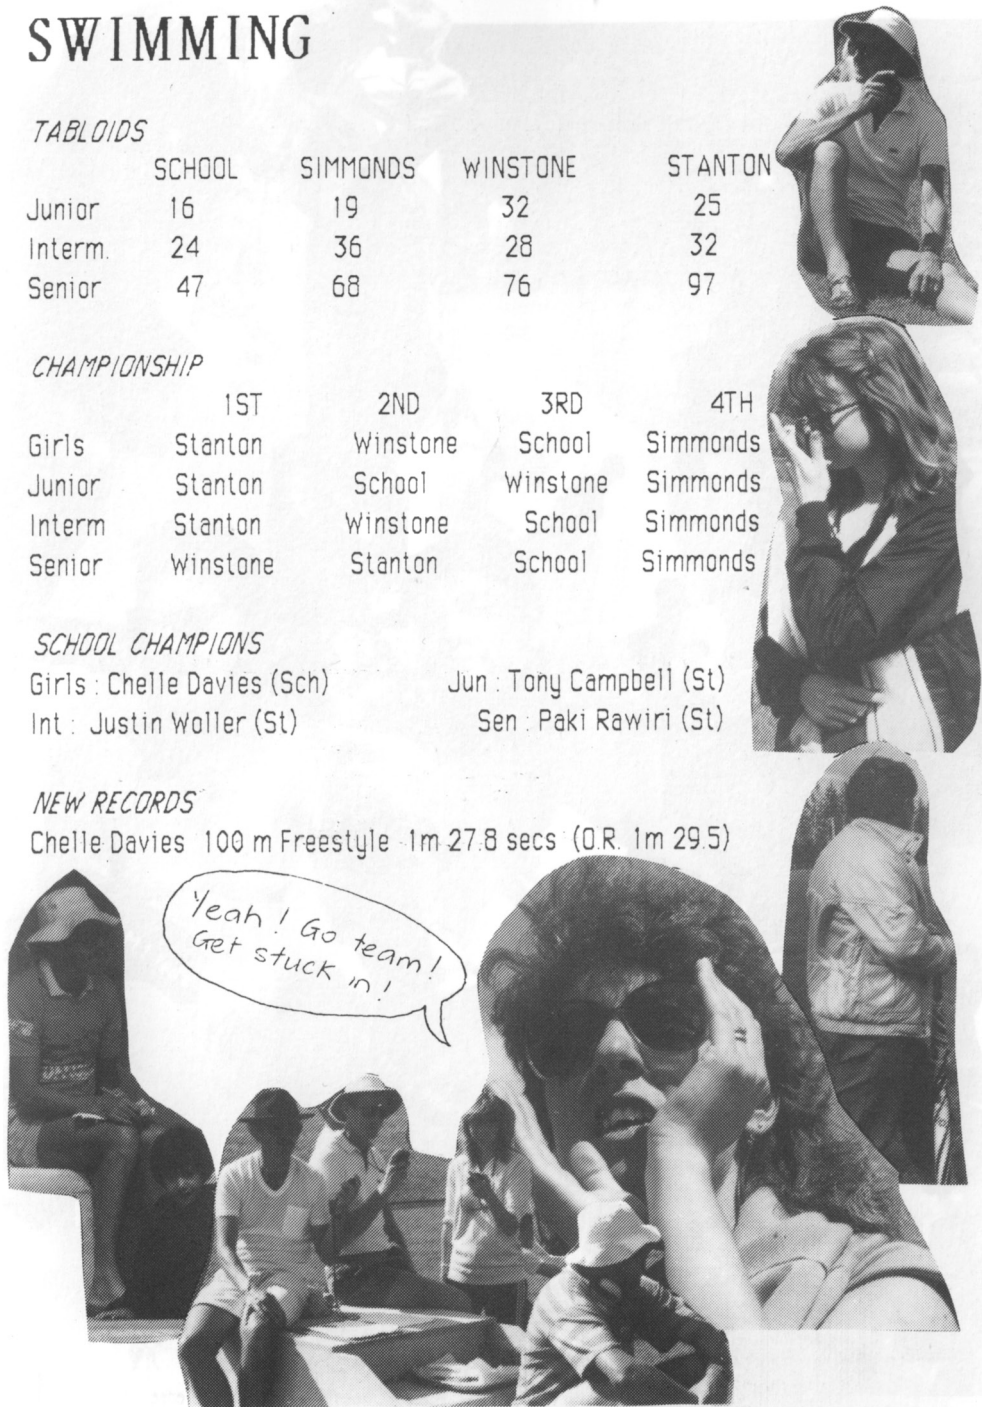 SWIMMING
TABLOIDS
SCHOOL SIMMONDS WINSTONE STANTON
Junior 16 19 32 25
Interm. 24 36 28 32
Senior 47 68 76 97
CHAMPIONSHIP
1ST 2ND 3RD 4TH
Girls Stanton Winstone School Simmonds
Junior Stanton School Winstone Simmonds
Interm Stanton Winstone School Simmonds
Senior Winstone Stanton School Simmonds
SCHOOL CHAMPIONS
Girls : Chelle Davies (Sch) Jun : Tony Campbell (St)
Int : Justin Woller (St) Sen : Paki Rawiri (St)
NEW RECORDS
Chelle Davies 100 m Freestyle 1m 27.8 secs (O.R. 1m 29.5)
Yeah! Go team!
Get stuck in!